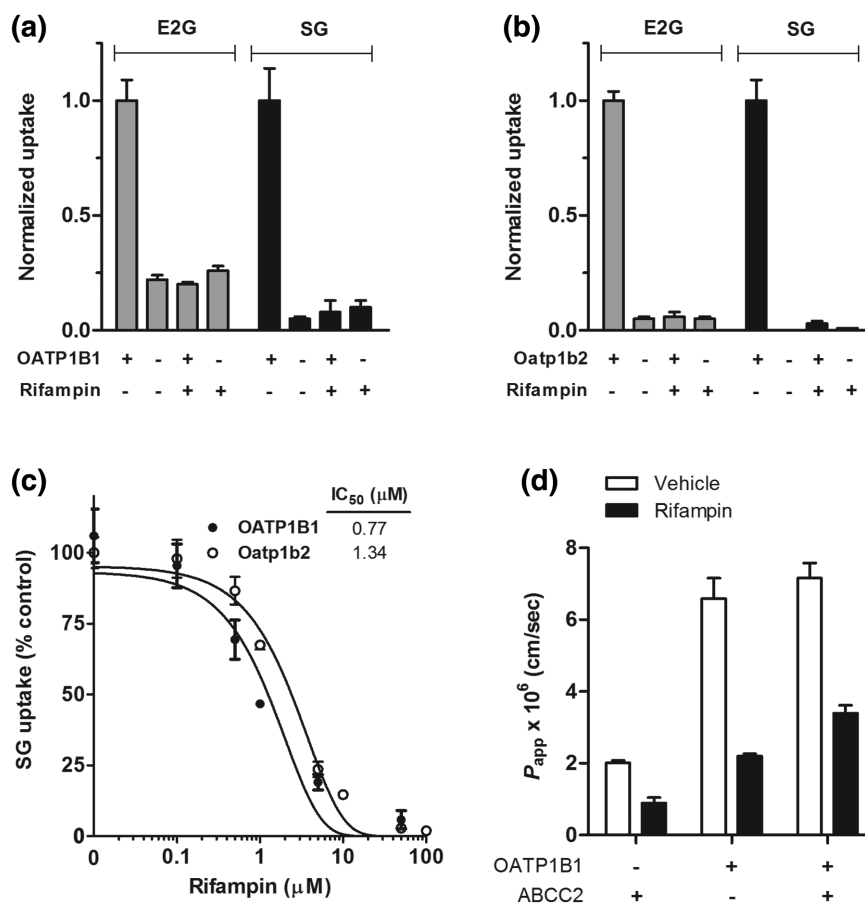 (a)
E2G SG
Normalized uptake
1.0
0.5
0.0
OATP1B1 + - + - + - + -
Rifampin - - + + - - + +
(b)
E2G SG
Normalized uptake
1.0
0.5
0.0
Oatp1b2 + - + - + - + -
Rifampin - - + + - - + +
(c)
IC50 (μM)
OATP1B1 0.77
Oatp1b2 1.34
SG uptake (% control)
100
75
50
25
0
0 0.1 1 10 100
Rifampin (μM)
(d)
Vehicle
Rifampin
Papp x 10⁶ (cm/sec)
8
6
4
2
0
OATP1B1 - + +
ABCC2 + - +